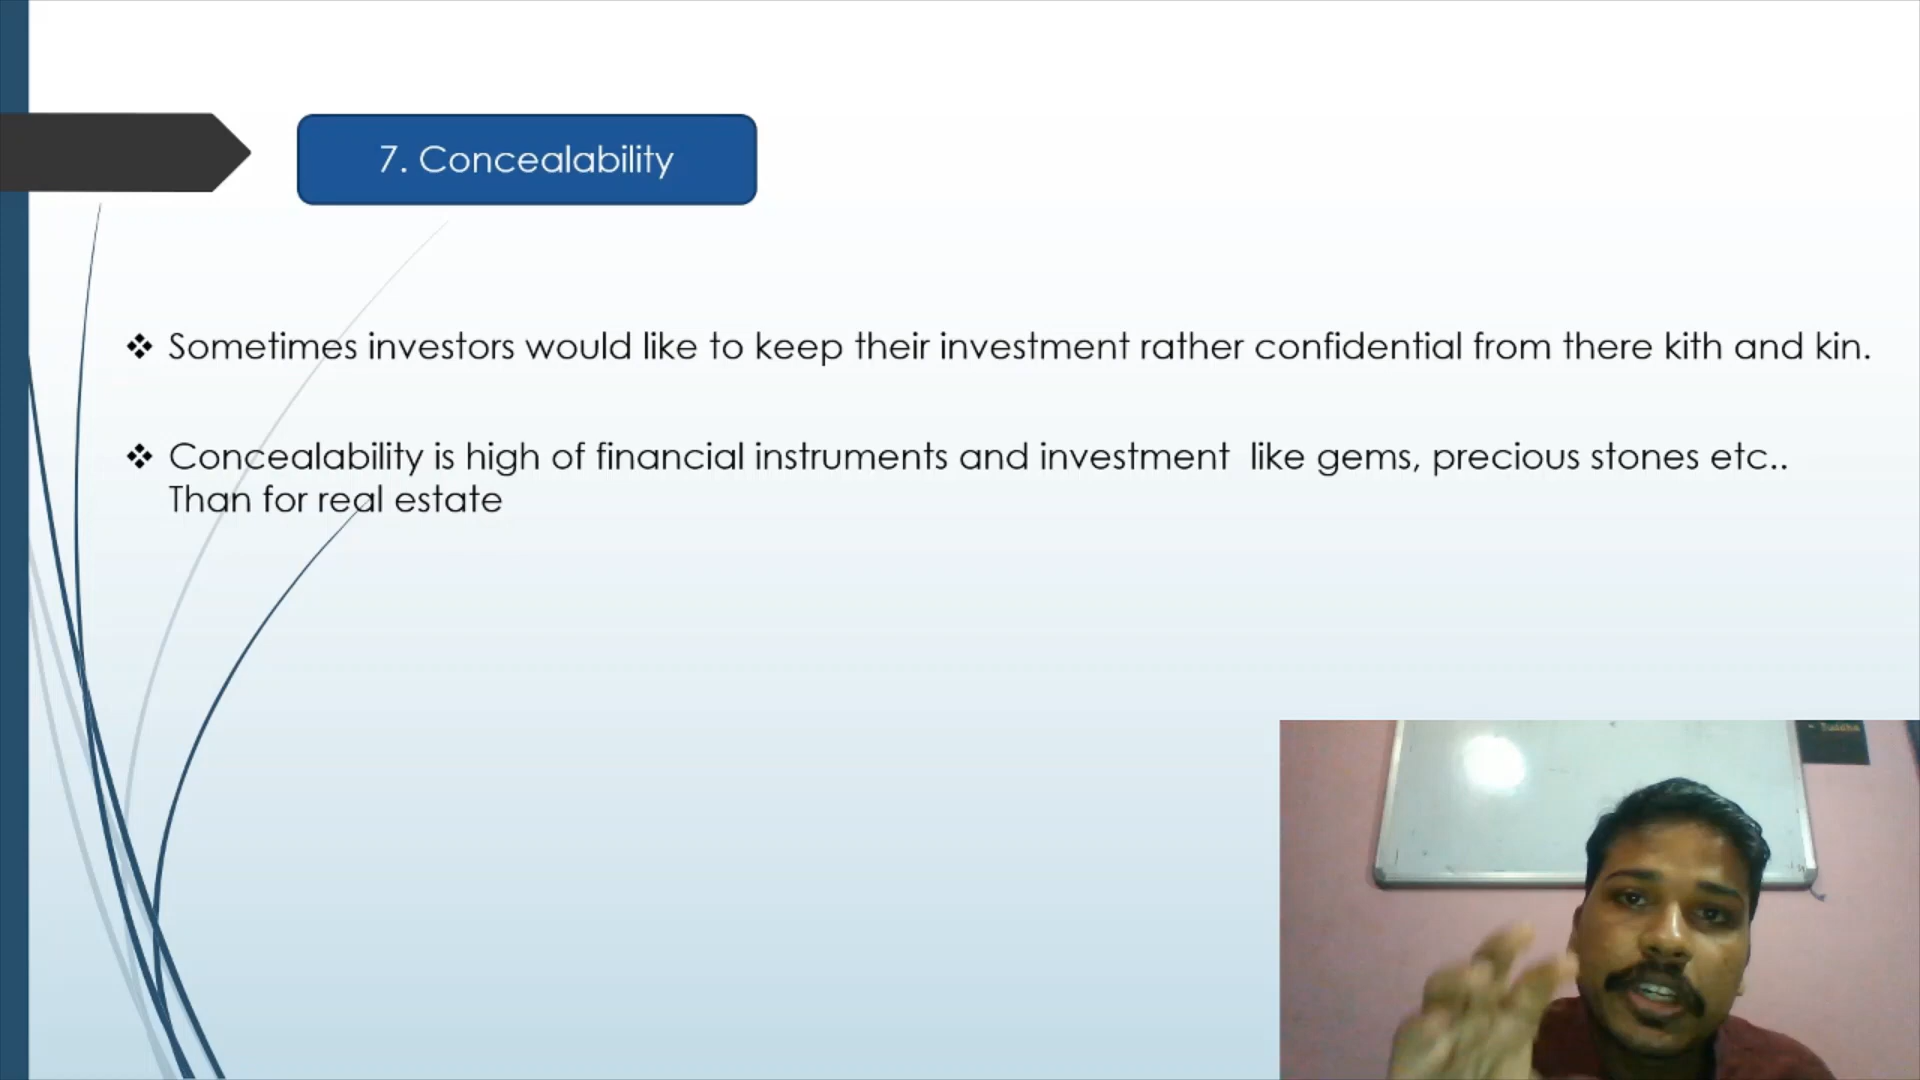 7. Concealability
❖ Sometimes investors would like to keep their investment rather confidential from there kith and kin.
❖ Concealability is high of financial instruments and investment like gems, precious stones etc..
Than for real estate